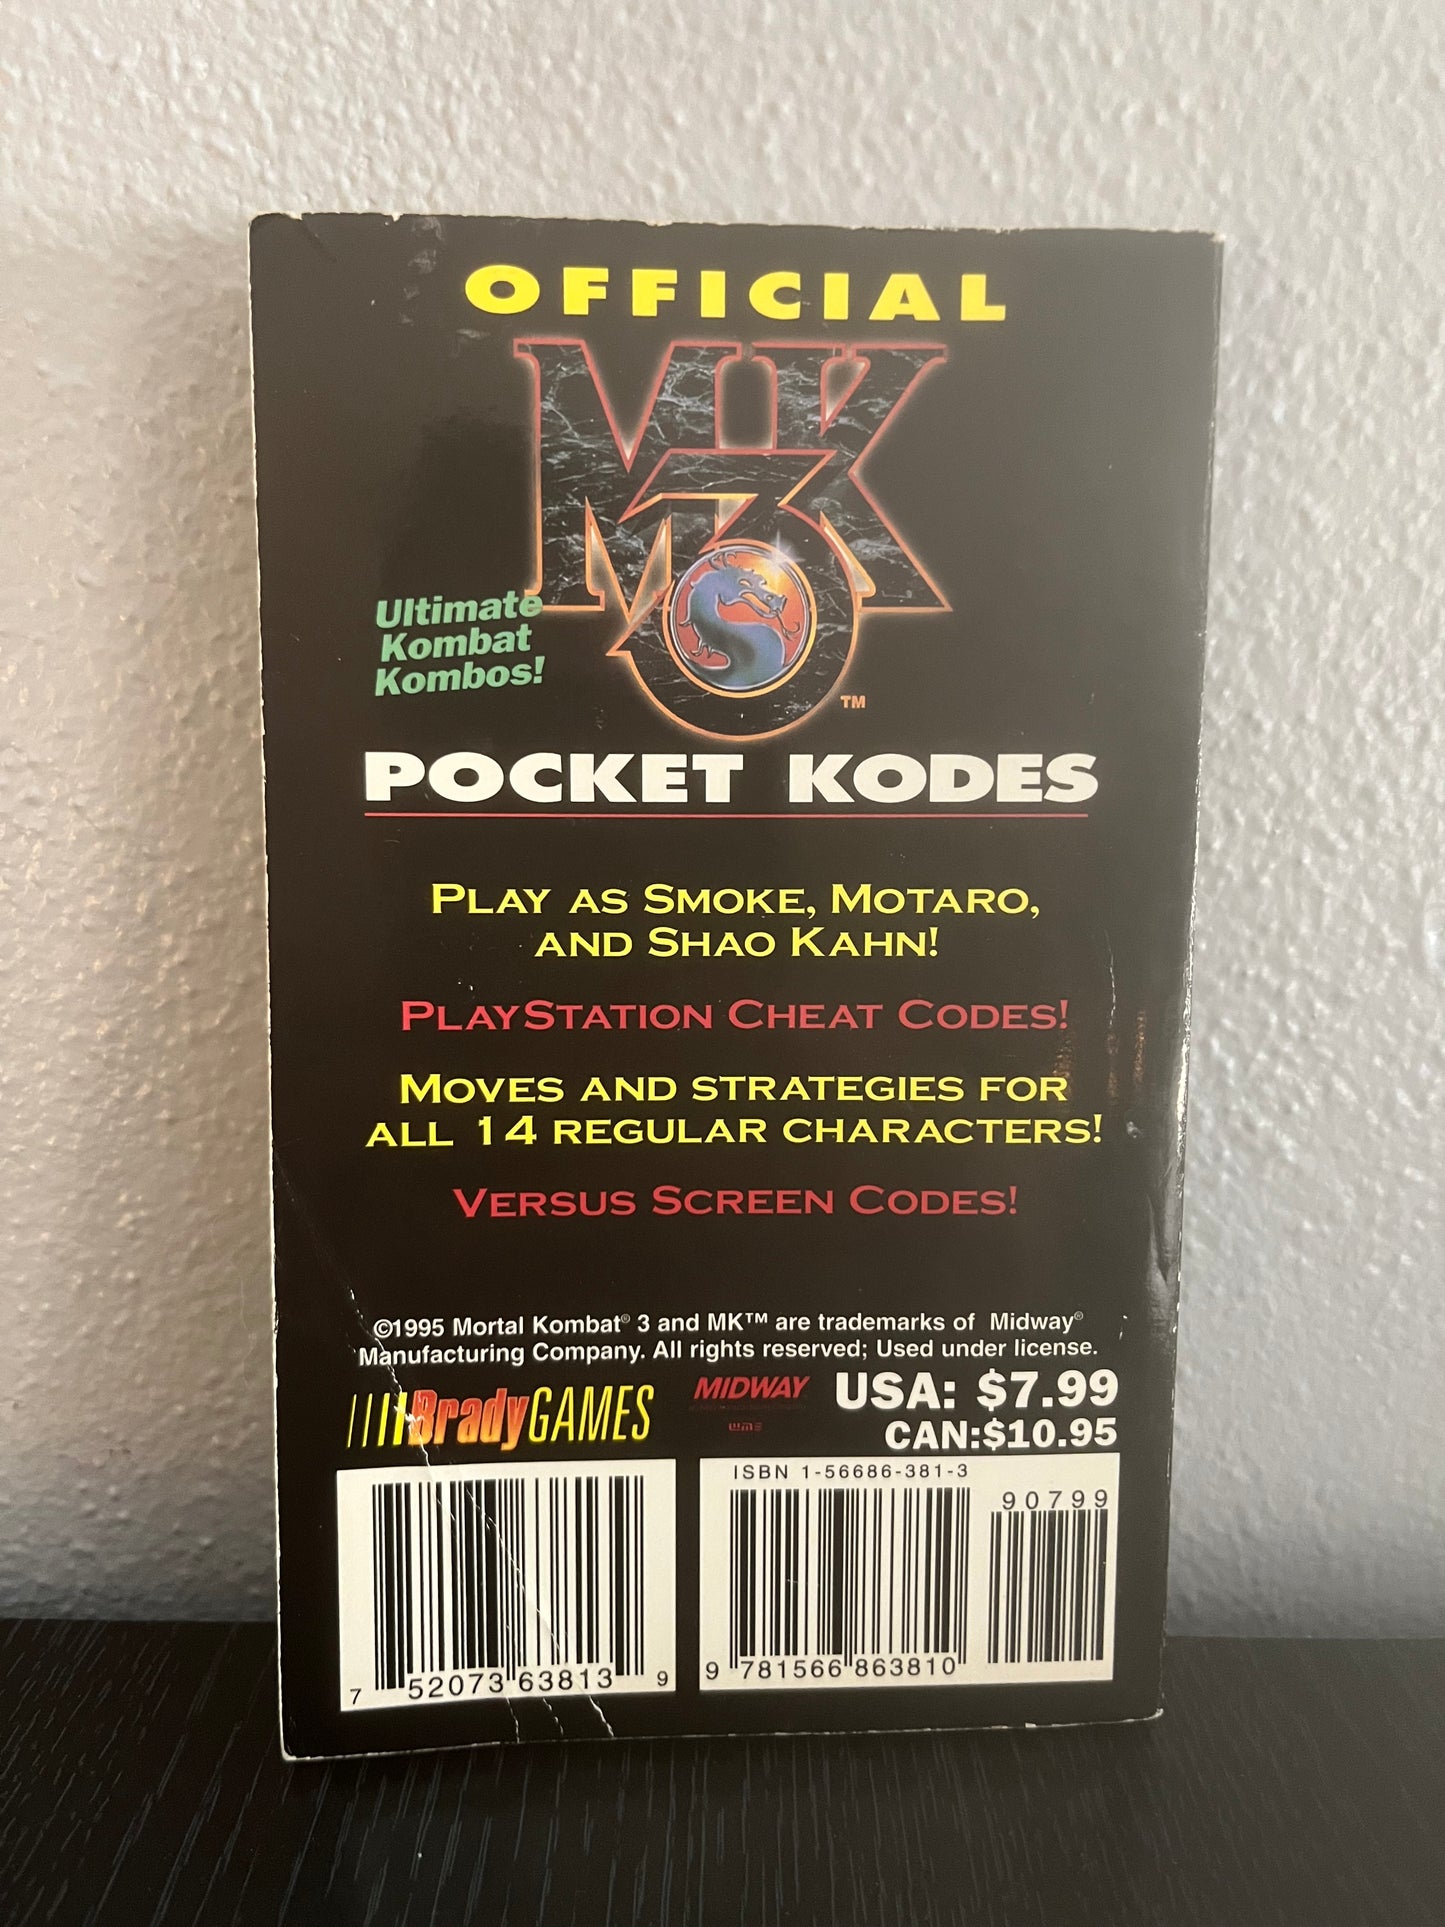 OFFICIAL
MK3
TM
Ultimate
Kombat
Kombos!
POCKET KODES
PLAY AS SMOKE, MOTARO,
AND SHAO KAHN!
PLAYSTATION CHEAT CODES!
MOVES AND STRATEGIES FOR
ALL 14 REGULAR CHARACTERS!
VERSUS SCREEN CODES!
©1995 Mortal Kombat® 3 and MK™ are trademarks of Midway®
Manufacturing Company. All rights reserved; Used under license.
BradyGAMES
MIDWAY
USA: $7.99
CAN:$10.95
ISBN 1-56686-381-3
90799
7 52073 63813 9
9 781566 863810